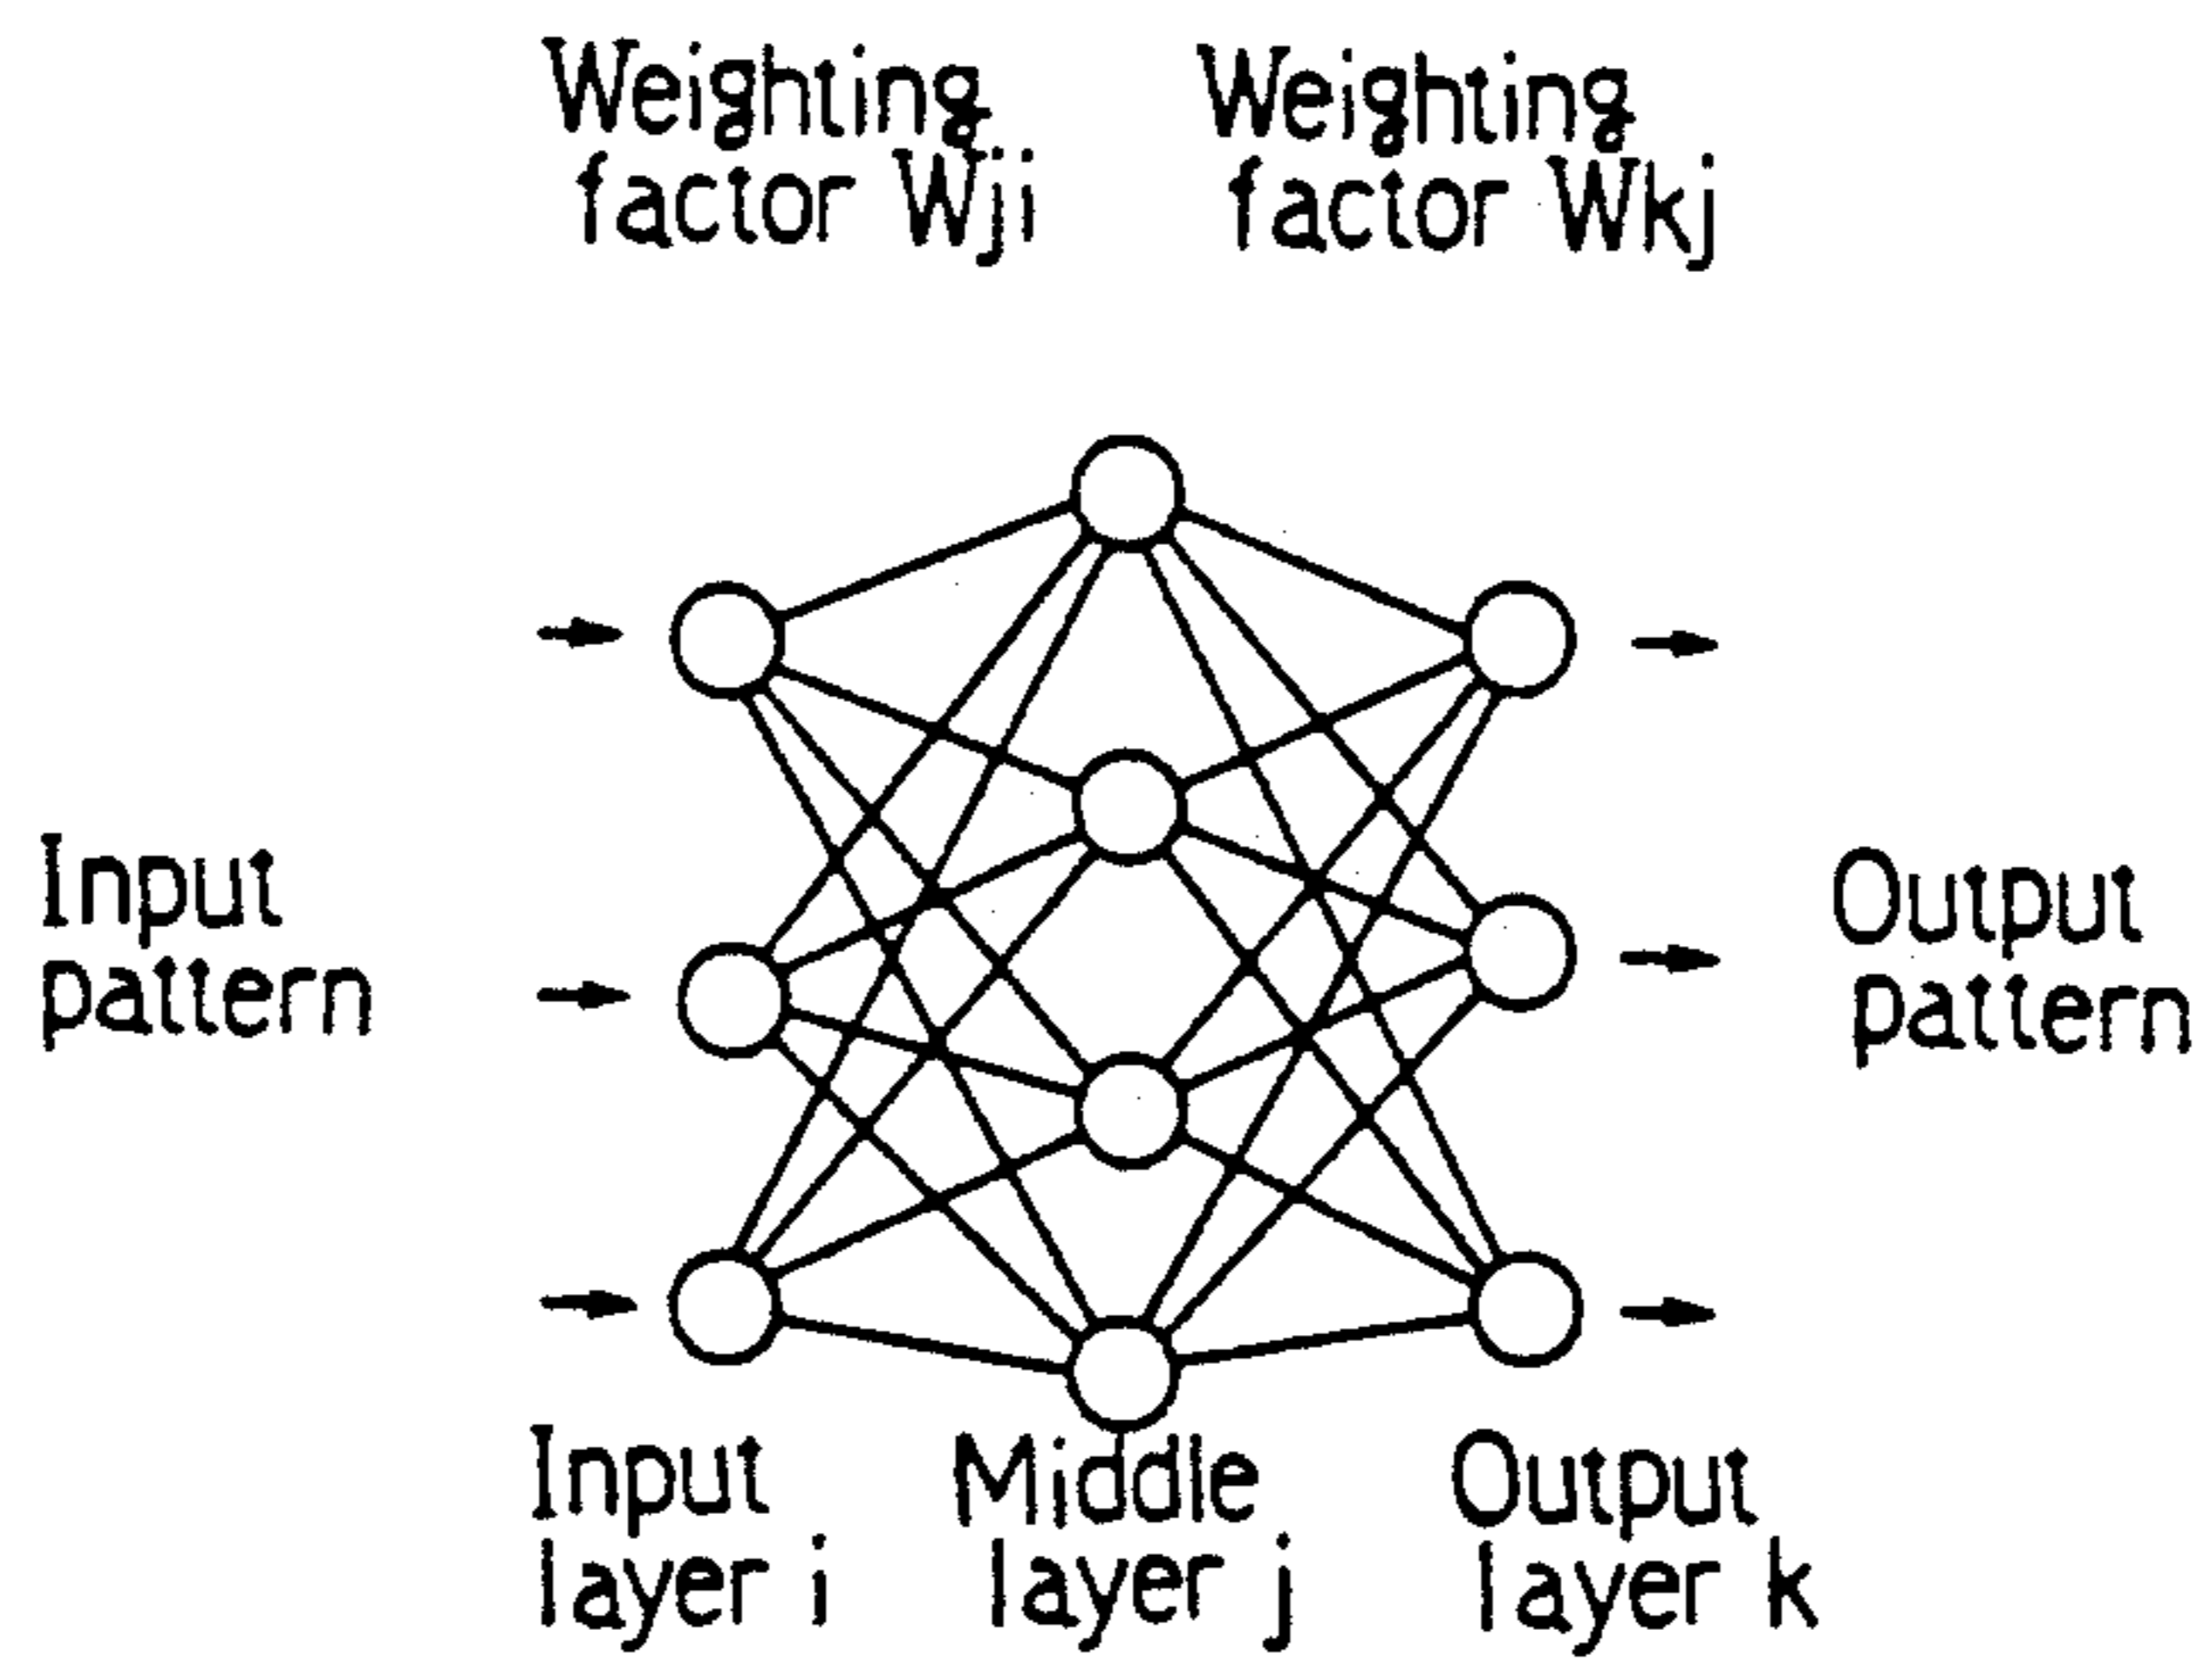 Weighting
factor Wji
Weighting
factor Wkj
Input
pattern
Output
pattern
Input
layer i
Middle
layer j
Output
layer k